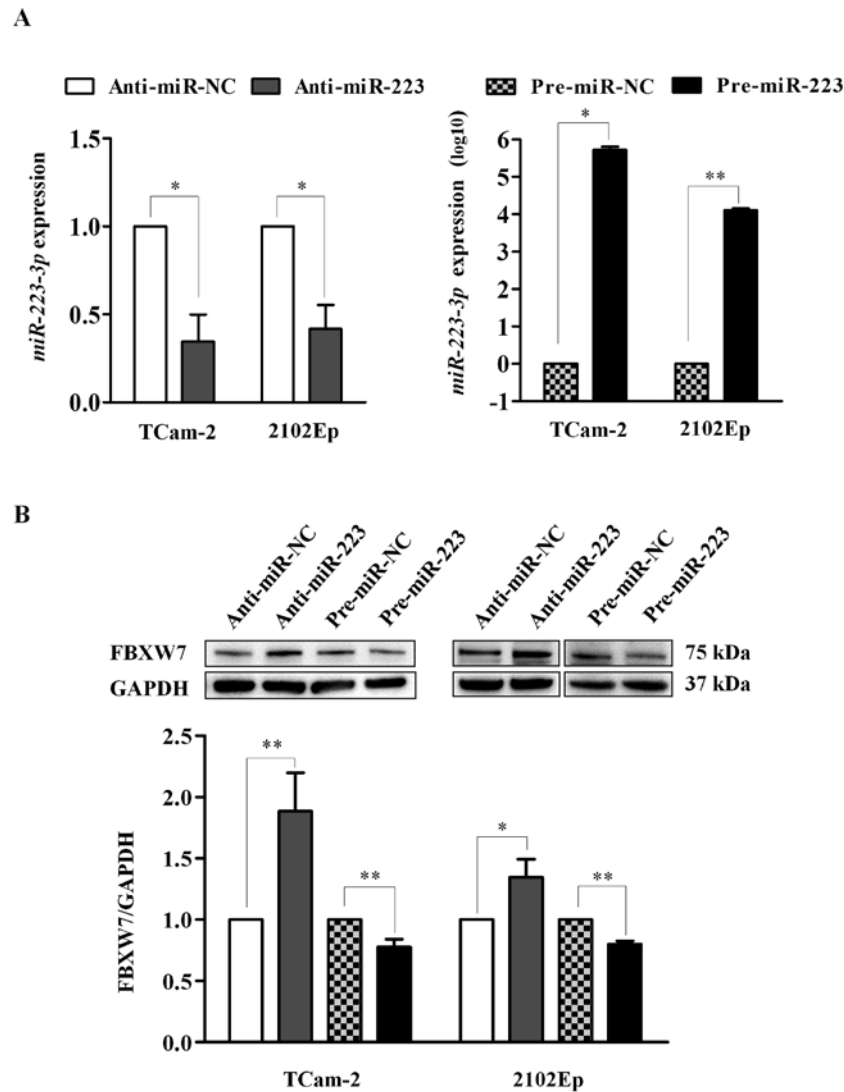 A
Anti-miR-NC Anti-miR-223
miR-223-3p expression
1.5
1.0
0.5
0.0
* *
TCam-2 2102Ep
Pre-miR-NC Pre-miR-223
miR-223-3p expression (log10)
6
5
4
3
2
1
0
-1
* **
TCam-2 2102Ep
B
Anti-miR-NC Anti-miR-223 Pre-miR-NC Pre-miR-223 Anti-miR-NC Anti-miR-223 Pre-miR-NC Pre-miR-223
FBXW7 75 kDa
GAPDH 37 kDa
FBXW7/GAPDH
2.5
2.0
1.5
1.0
0.5
0.0
** ** * **
TCam-2 2102Ep